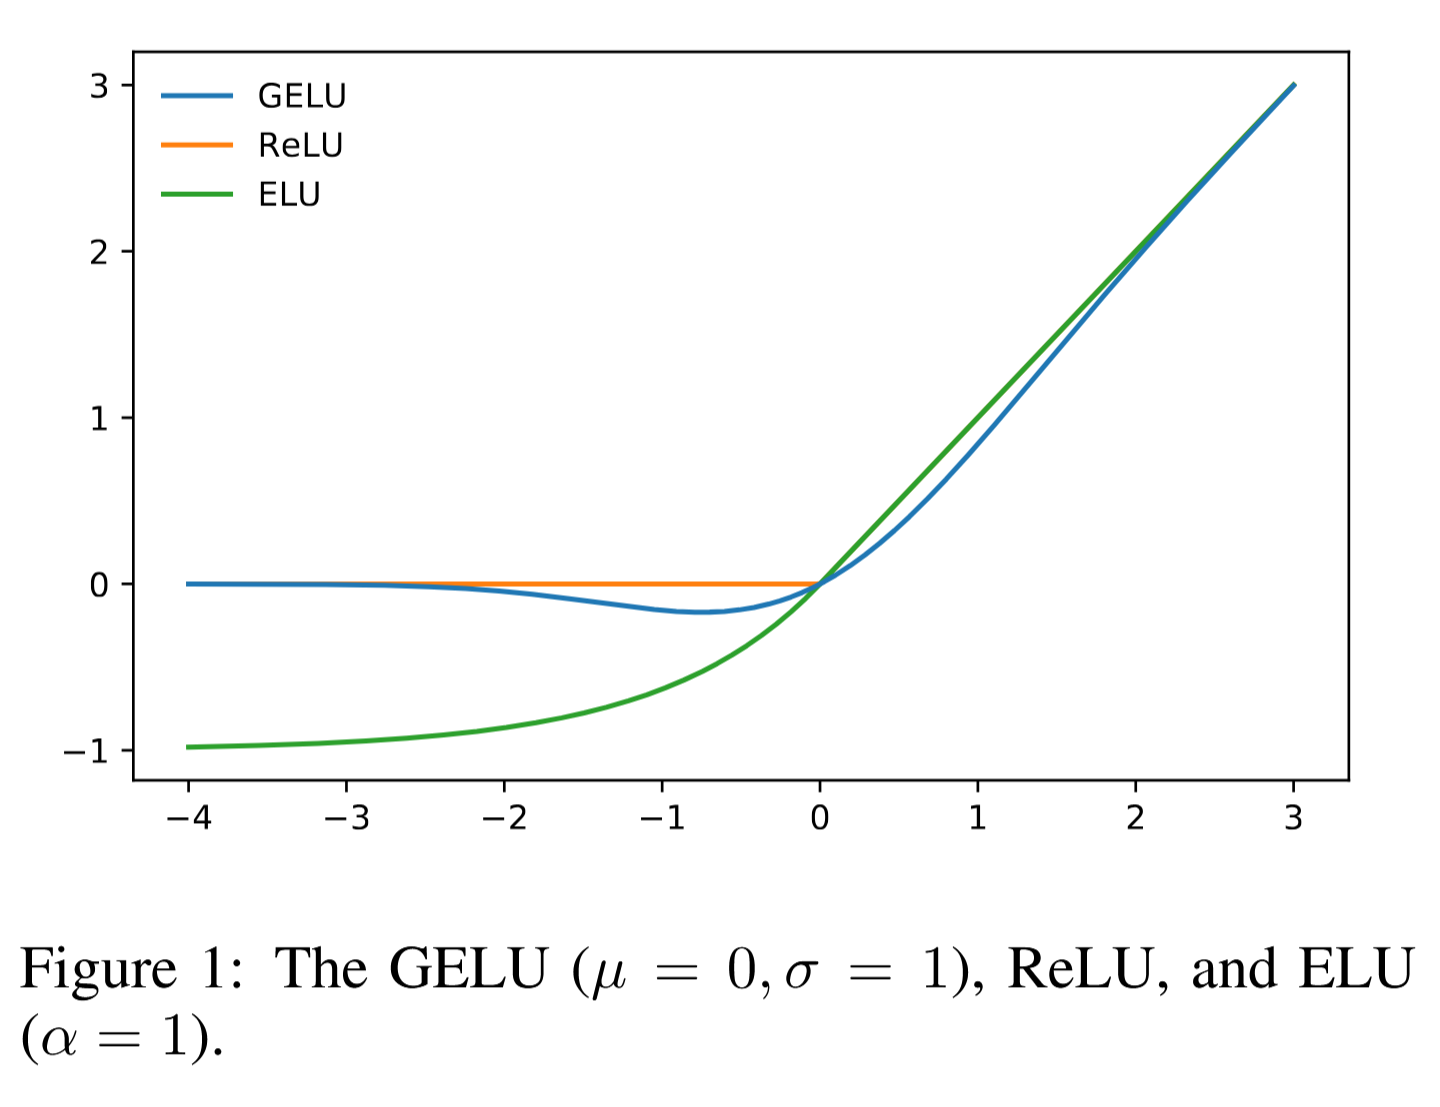 3
GELU
ReLU
ELU
2
1
0
−1
−4 −3 −2 −1 0 1 2 3
Figure 1: The GELU (μ = 0, σ = 1), ReLU, and ELU
(α = 1).